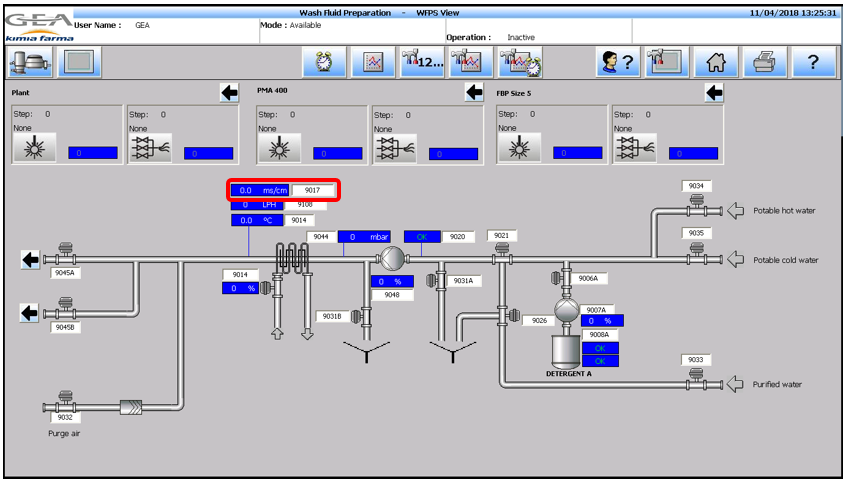 Wash Fluid Preparation - WFPS View
11/04/2018 13:25:31
GEA
kimia farma
User Name : GEA
Mode : Available
Operation : Inactive
12...
?
?
Plant
PMA 400
FBP Size 5
Step: 0
None
0
Step: 0
None
0
Step: 0
None
0
Step: 0
None
0
Step: 0
None
0
Step: 0
None
0
0.0 ms/cm 9017
0 LPH 9108
0.0 ºC 9014
9044 0 mbar
OK 9020
9021
9034
Potable hot water
9035
Potable cold water
9045A
9014
0 %
0 %
9048
9031A
9006A
9045B
9031B
9026
9007A
0 %
9008A
OK
OK
DETERGENT A
9033
Purified water
9032
Purge air